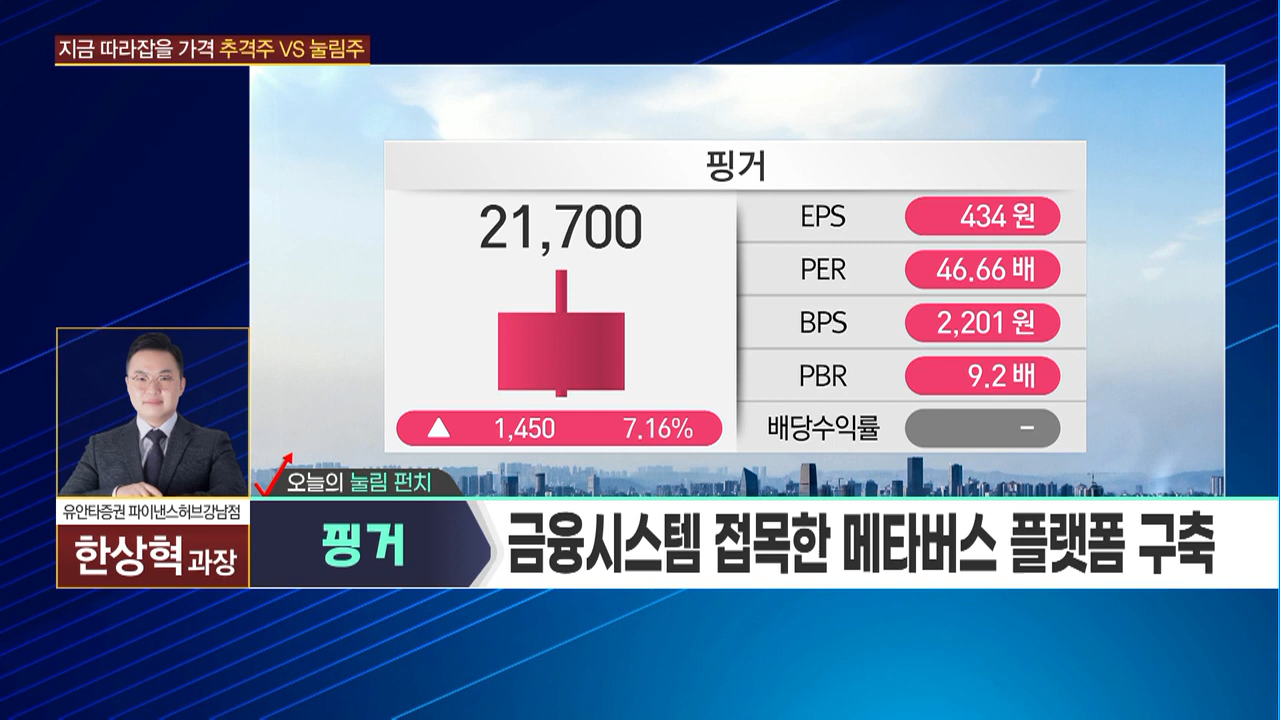 지금 따라잡을 가격 추격주 VS 눌림주
핑거
21,700
▲ 1,450 7.16%
EPS 434 원
PER 46.66 배
BPS 2,201 원
PBR 9.2 배
배당수익률 -
오늘의 눌림 펀치
유안타증권 파이낸스허브강남점
한상혁 과장
핑거
금융시스템 접목한 메타버스 플랫폼 구축